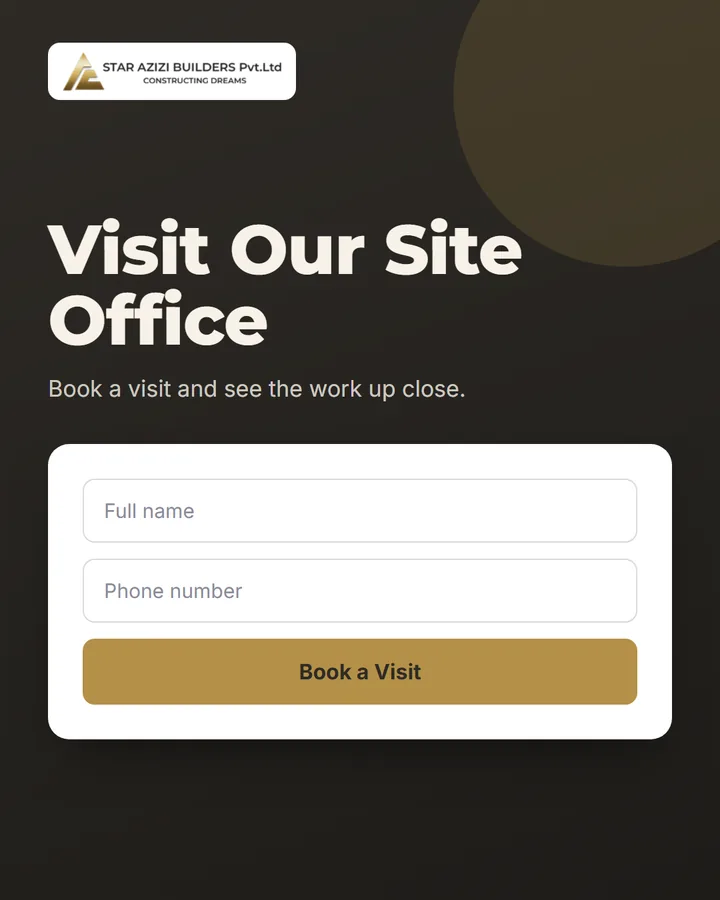 STAR AZIZI BUILDERS Pvt.Ltd
CONSTRUCTING DREAMS
Visit Our Site
Office
Book a visit and see the work up close.
Full name
Phone number
Book a Visit